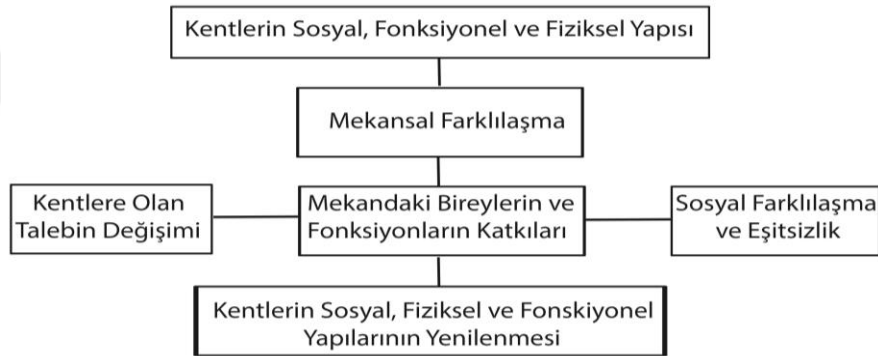 Kentlerin Sosyal, Fonksiyonel ve Fiziksel Yapısı
Mekansal Farklılaşma
Kentlere Olan
Talebin Değişimi
Mekandaki Bireylerin ve
Fonksiyonların Katkıları
Sosyal Farklılaşma
ve Eşitsizlik
Kentlerin Sosyal, Fiziksel ve Fonskiyonel
Yapılarının Yenilenmesi